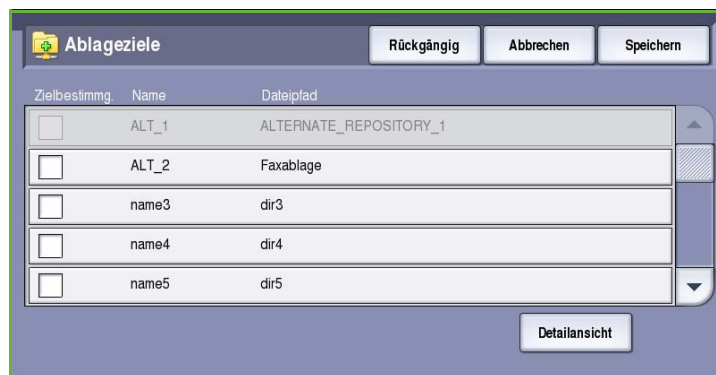 Ablageziele Rückgängig Abbrechen Speichern
Zielbestimmg. Name Dateipfad
ALT_1 ALTERNATE_REPOSITORY_1
ALT_2 Faxablage
name3 dir3
name4 dir4
name5 dir5
Detailansicht